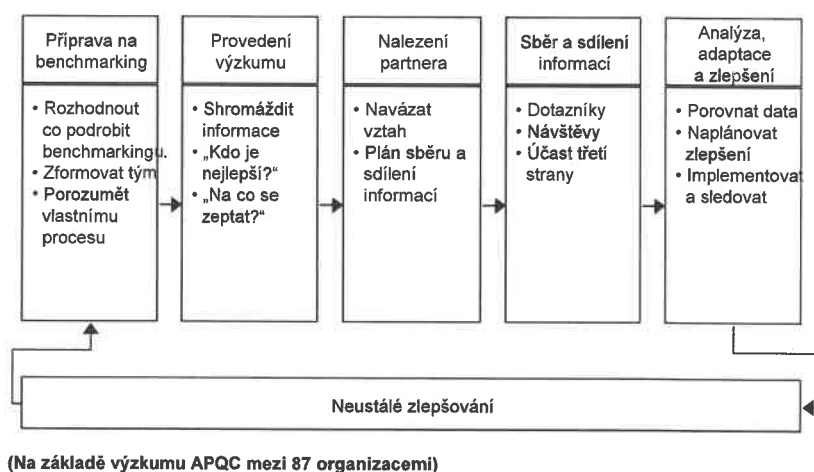 Příprava na
benchmarking
• Rozhodnout
co podrobit
benchmarkingu.
• Zformovat tým
• Porozumět
vlastnímu
procesu
Provedení
výzkumu
• Shromáždit
informace
• „Kdo je
nejlepší?“
• „Na co se
zeptat?“
Nalezení
partnera
• Navázat
vztah
• Plán sběru a
sdílení
informací
Sběr a sdílení
informací
• Dotazníky
• Návštěvy
• Účast třetí
strany
Analýza,
adaptace
a zlepšení
• Porovnat data
• Naplánovat
zlepšení
• Implementovat
a sledovat
Neustálé zlepšování
(Na základě výzkumu APQC mezi 87 organizacemi)